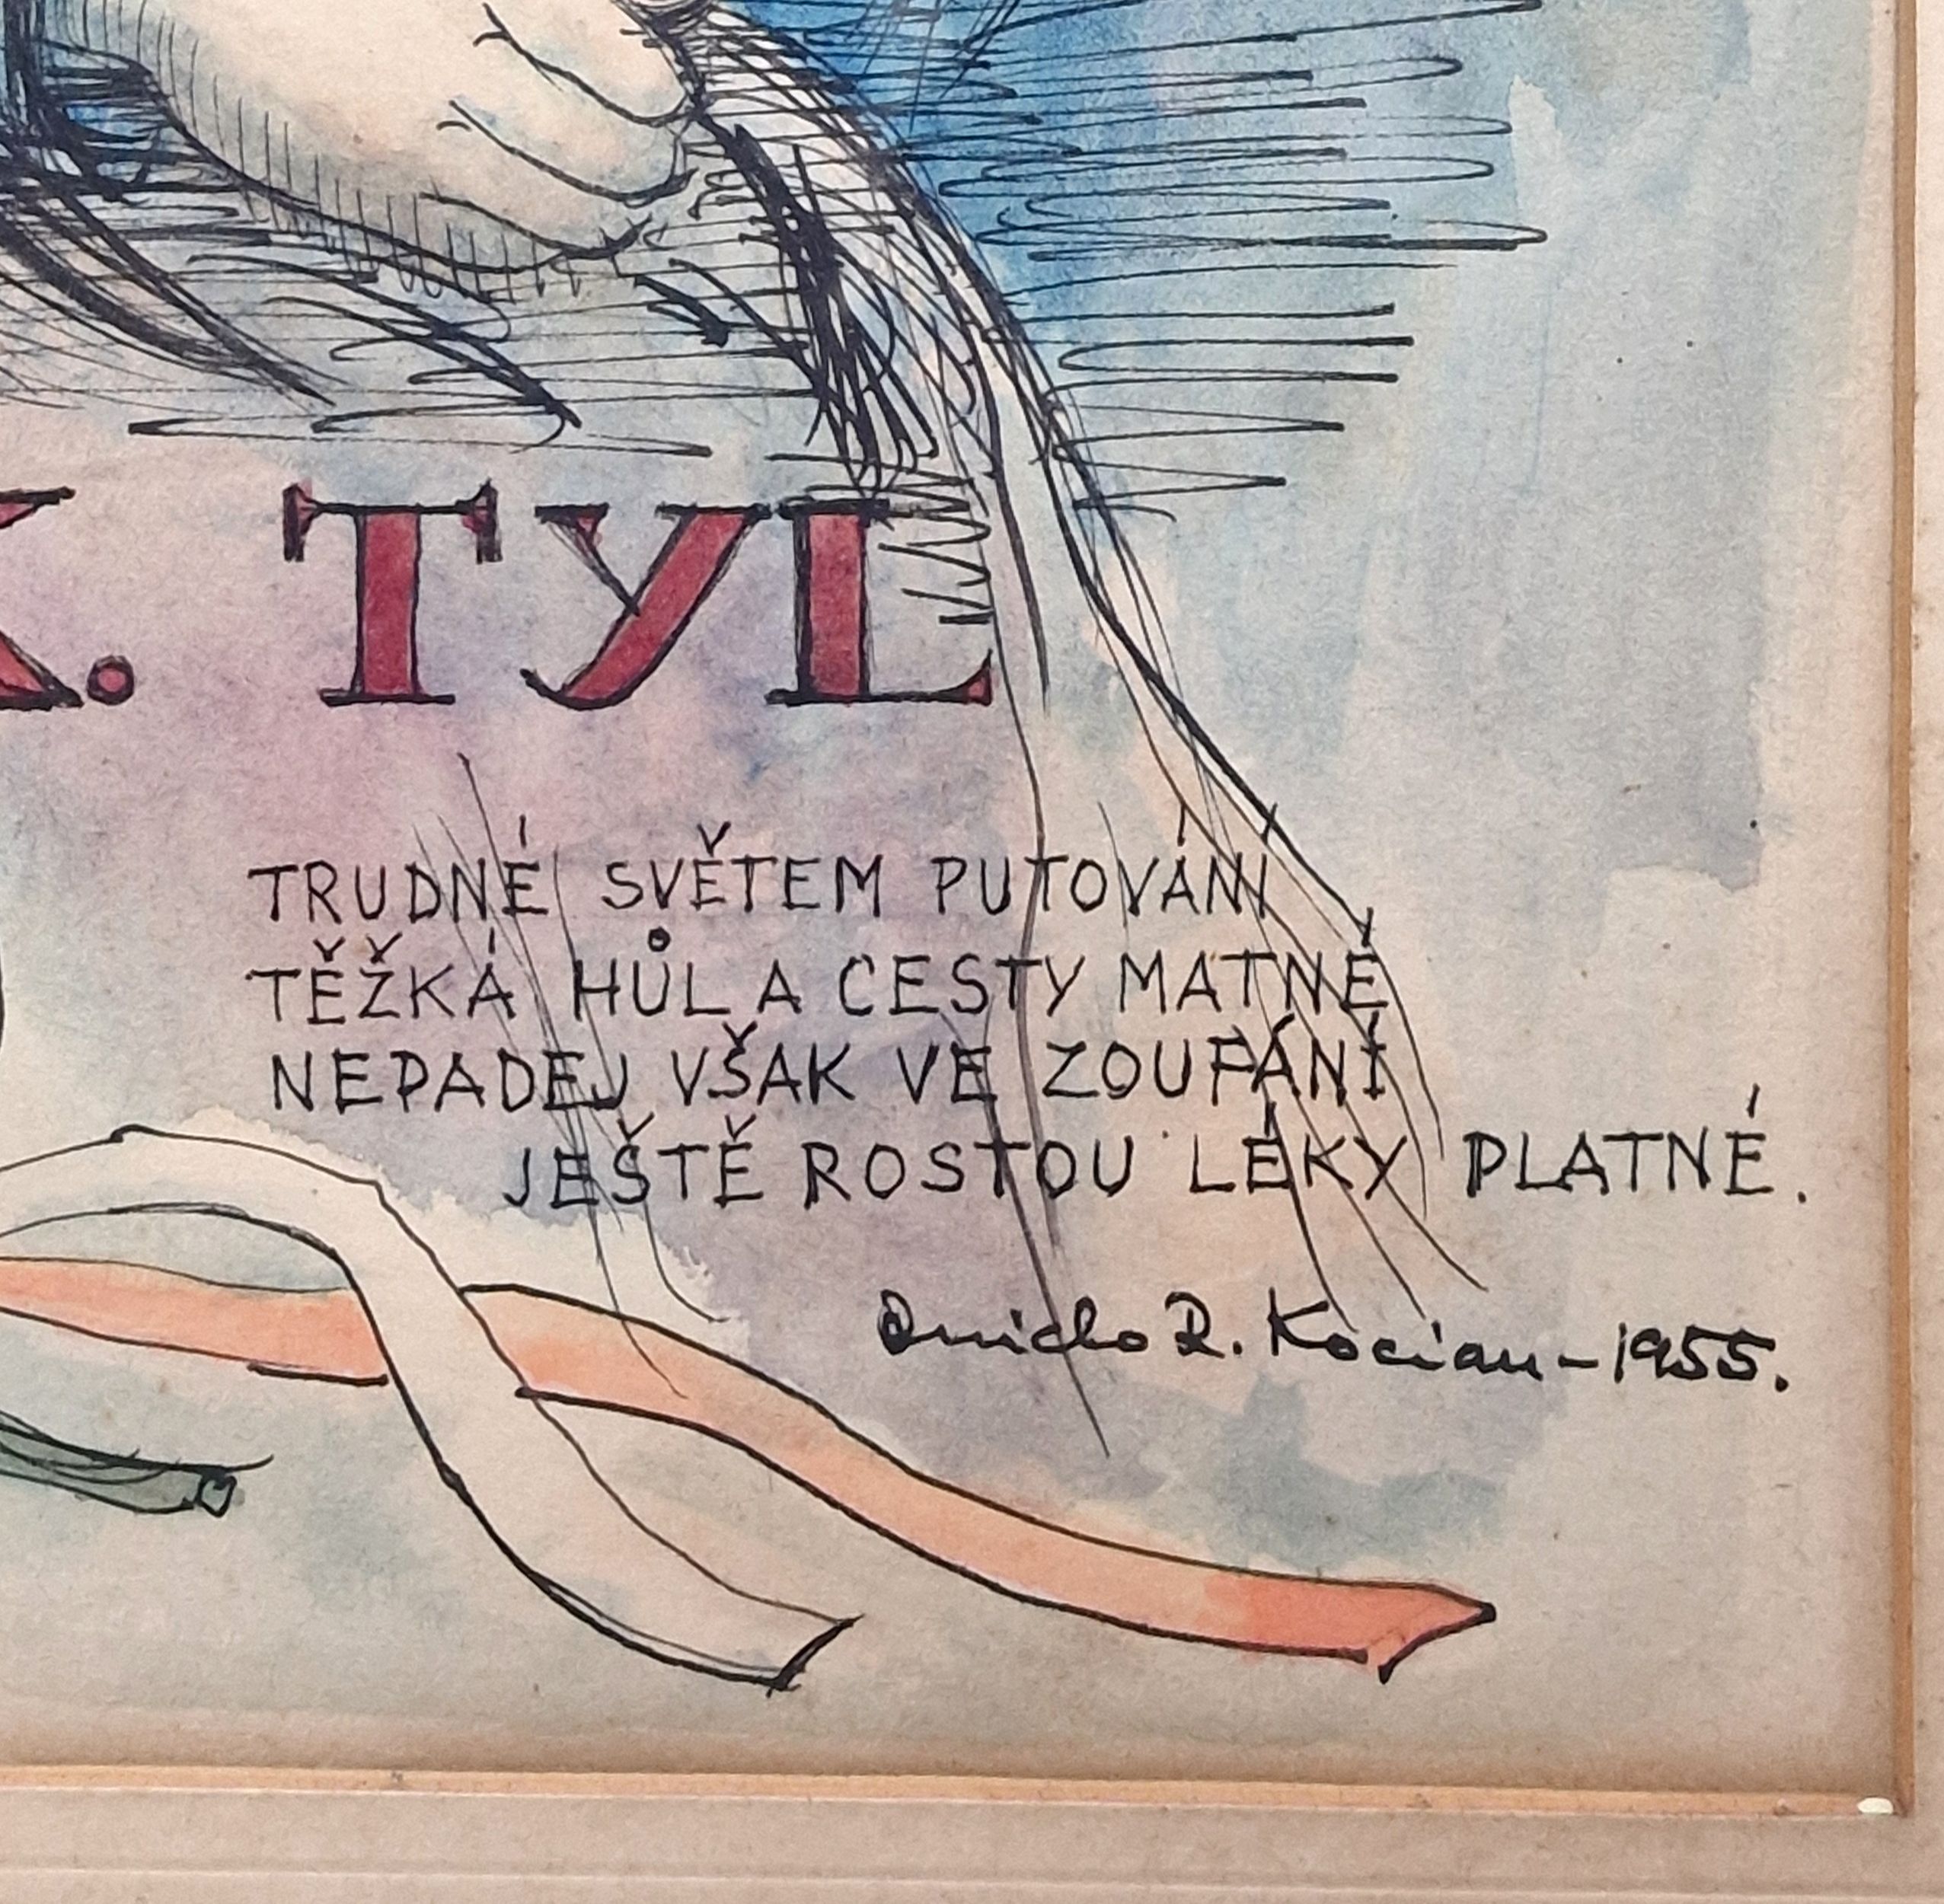 K. TYL
TRUDNÉ SVĚTEM PUTOVÁNÍ
TĚŽKÁ HŮL A CESTY MATNÉ
NEPADEJ VŠAK VE ZOUFÁNÍ
JEŠTĚ ROSTOU LÉKY PLATNÉ.
R. Kocian - 1955.